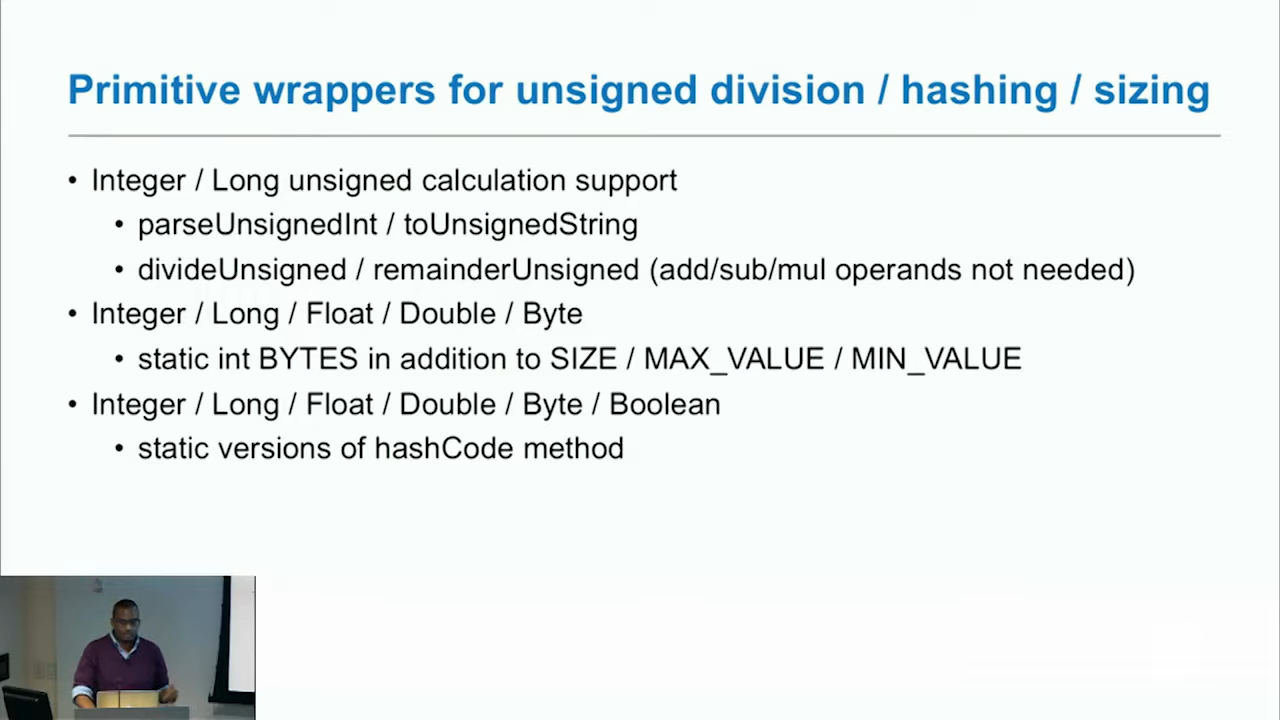 Primitive wrappers for unsigned division / hashing / sizing
• Integer / Long unsigned calculation support
• parseUnsignedInt / toUnsignedString
• divideUnsigned / remainderUnsigned (add/sub/mul operands not needed)
• Integer / Long / Float / Double / Byte
• static int BYTES in addition to SIZE / MAX_VALUE / MIN_VALUE
• Integer / Long / Float / Double / Byte / Boolean
• static versions of hashCode method